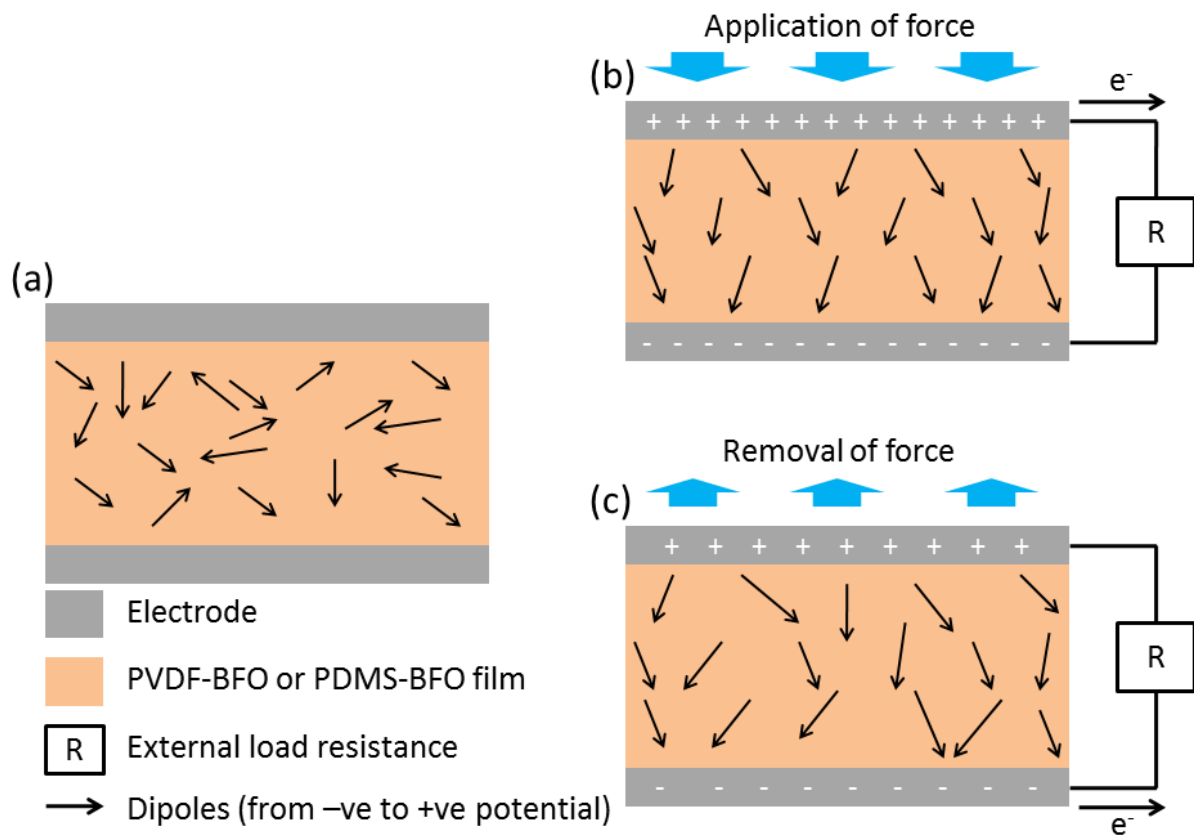 Application of force
(b)
e-
+ + + + + + + + + + + + + +
R
- - - - - - - - - - - - - -
(a)
Electrode
PVDF-BFO or PDMS-BFO film
R External load resistance
Dipoles (from –ve to +ve potential)
Removal of force
(c)
+ + + + + + + + +
R
- - - - - - - - -
e-